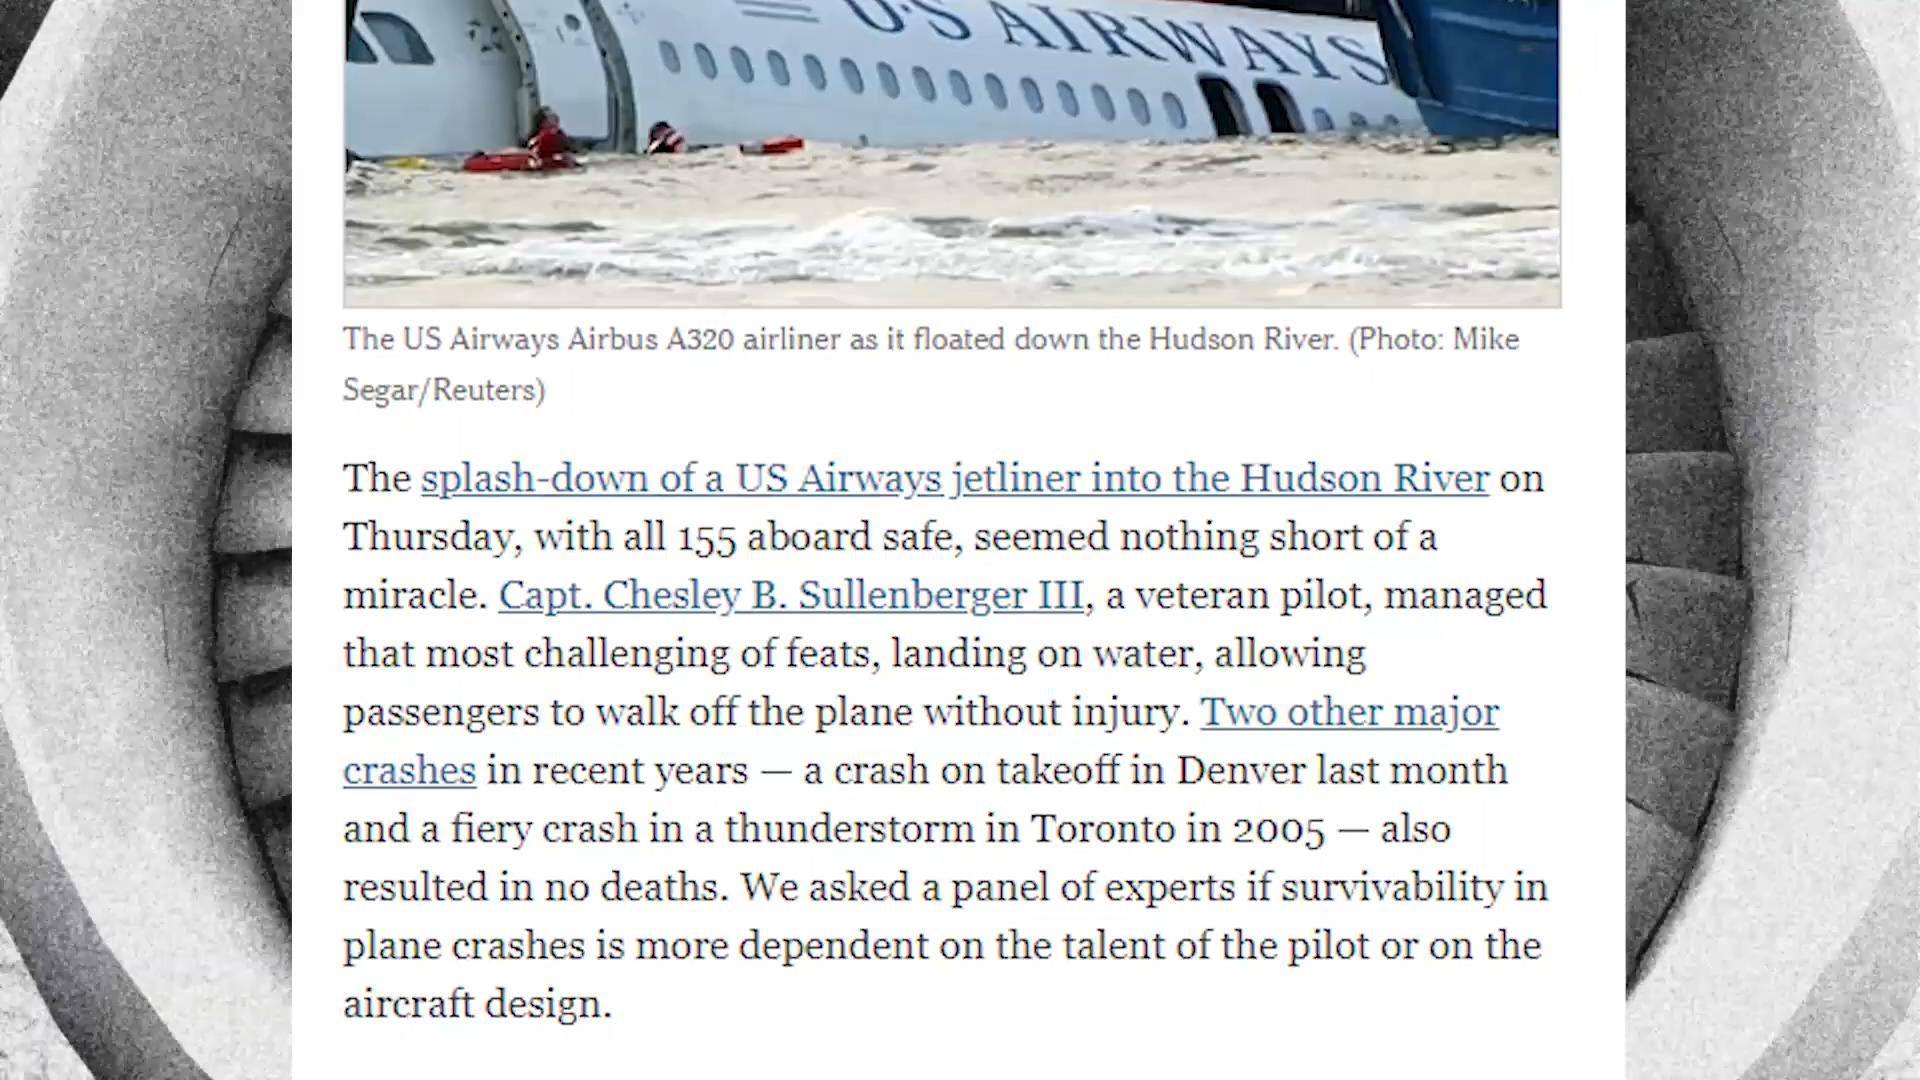 US AIRWAYS
The US Airways Airbus A320 airliner as it floated down the Hudson River. (Photo: Mike
Segar/Reuters)
The splash-down of a US Airways jetliner into the Hudson River on
Thursday, with all 155 aboard safe, seemed nothing short of a
miracle. Capt. Chesley B. Sullenberger III, a veteran pilot, managed
that most challenging of feats, landing on water, allowing
passengers to walk off the plane without injury. Two other major
crashes in recent years — a crash on takeoff in Denver last month
and a fiery crash in a thunderstorm in Toronto in 2005 — also
resulted in no deaths. We asked a panel of experts if survivability in
plane crashes is more dependent on the talent of the pilot or on the
aircraft design.